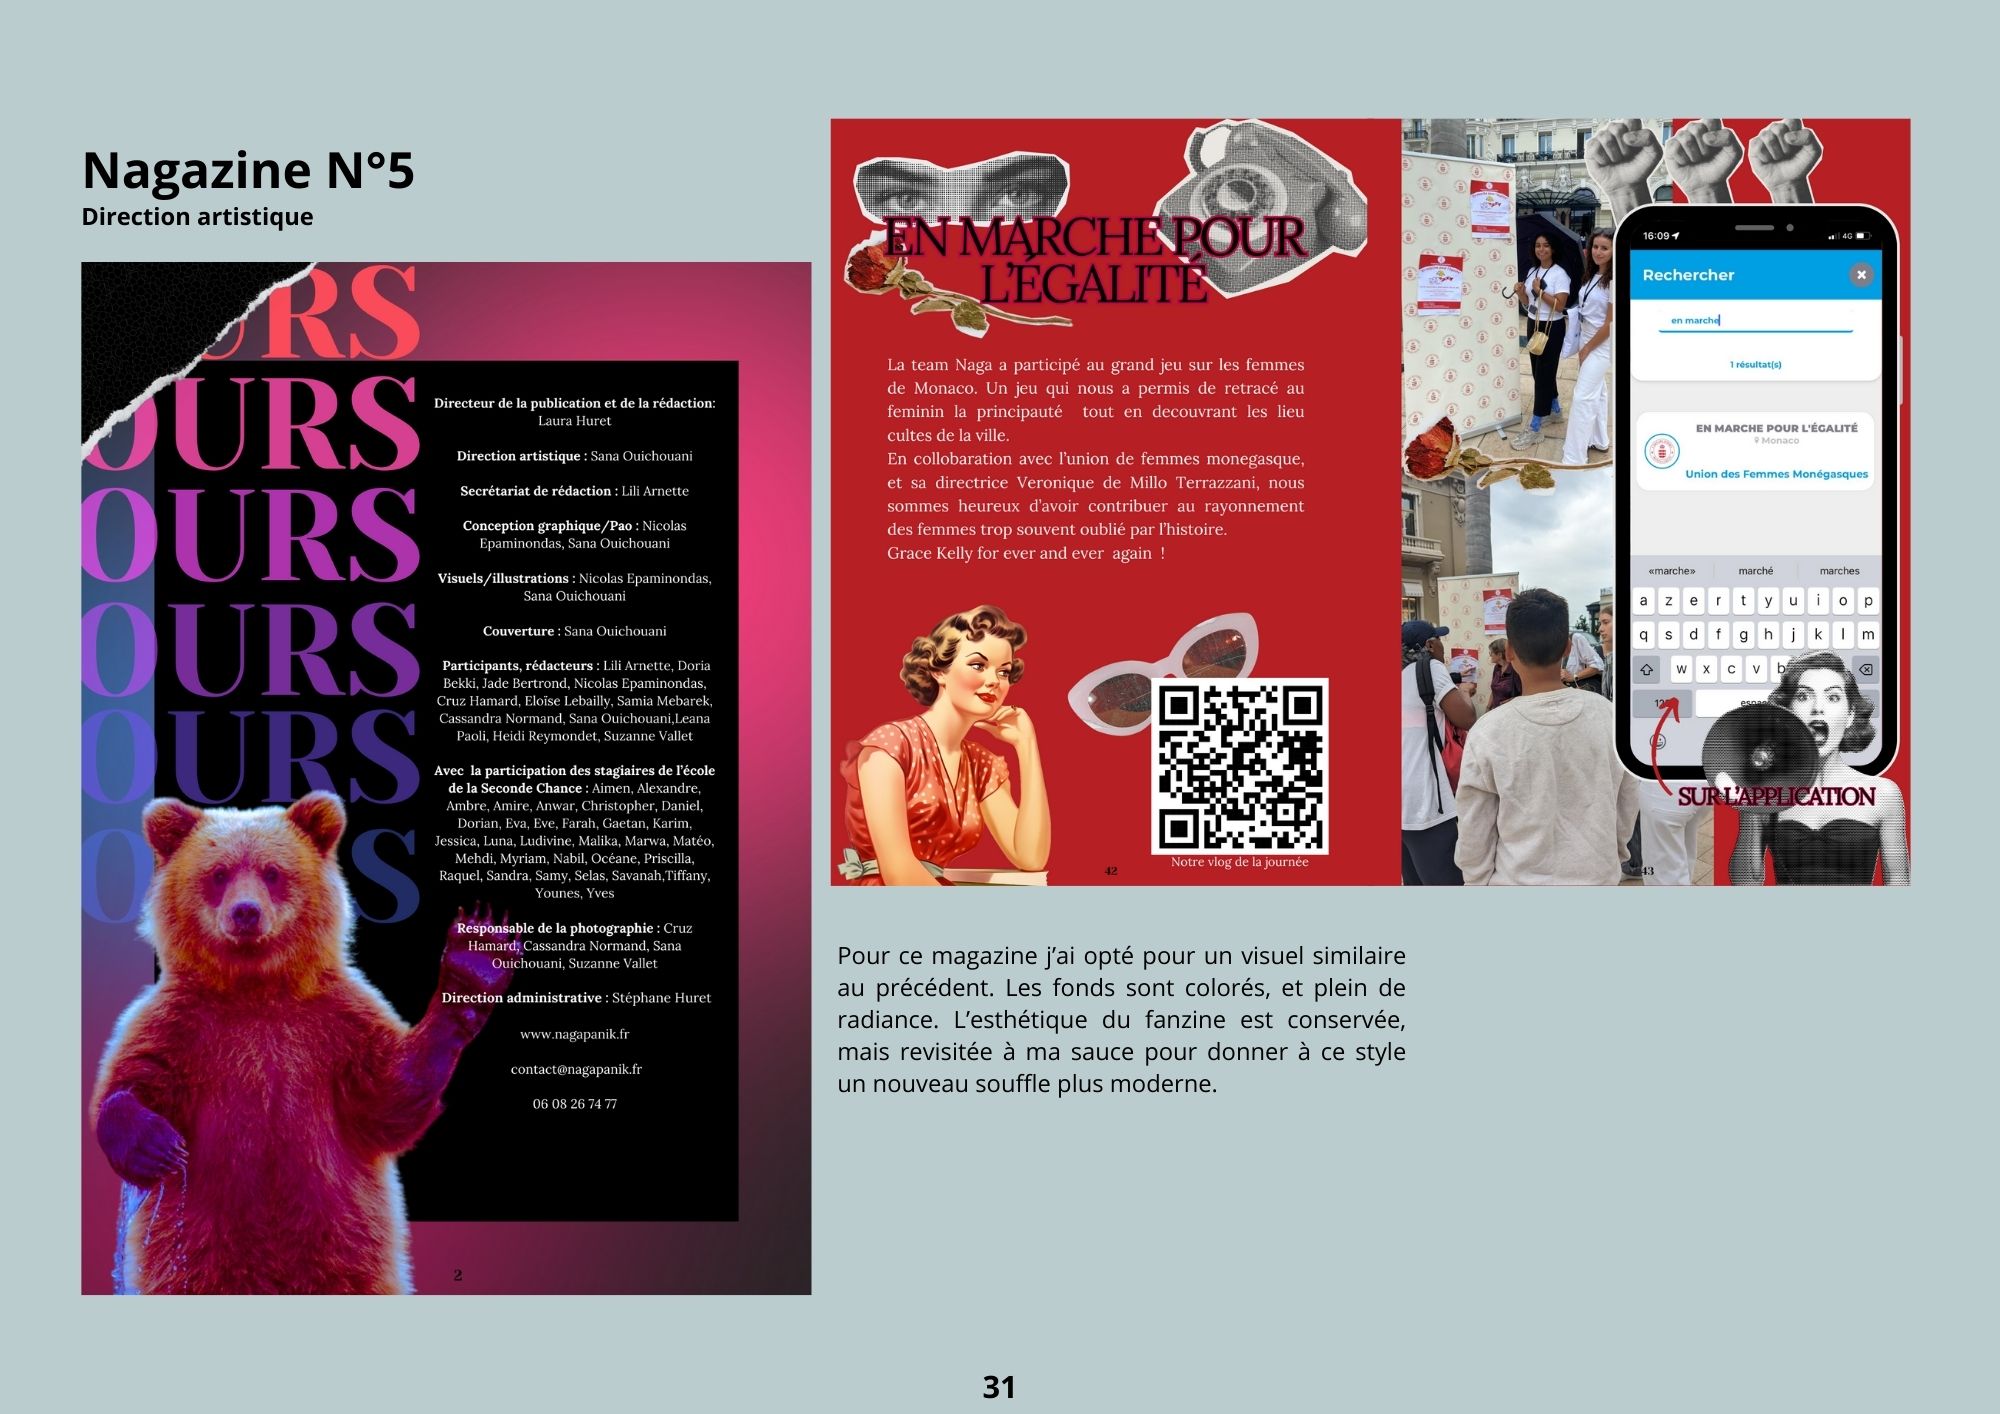 Nagazine N°5
Direction artistique
URS
OURS
OURS
OURS
OURS
O S
Directeur de la publication et de la rédaction:
Laura Huret
Direction artistique : Sana Ouichouani
Secrétariat de rédaction : Lili Arnette
Conception graphique/Pao : Nicolas
Epaminondas, Sana Ouichouani
Visuels/illustrations : Nicolas Epaminondas,
Sana Ouichouani
Couverture : Sana Ouichouani
Participants, rédacteurs : Lili Arnette, Doria
Bekki, Jade Bertrond, Nicolas Epaminondas,
Cruz Hamard, Eloïse Lebailly, Samia Mebarek,
Cassandra Normand, Sana Ouichouani,Leana
Paoli, Heidi Reymondet, Suzanne Vallet
Avec la participation des stagiaires de l'école
de la Seconde Chance : Aimen, Alexandre,
Ambre, Amire, Anwar, Christopher, Daniel,
Dorian, Eva, Eve, Farah, Gaetan, Karim,
Jessica, Luna, Ludivine, Malika, Marwa, Matéo,
Mehdi, Myriam, Nabil, Océane, Priscilla,
Raquel, Sandra, Samy, Selas, Savanah,Tiffany,
Younes, Yves
Responsable de la photographie : Cruz
Hamard, Cassandra Normand, Sana
Ouichouani, Suzanne Vallet
Direction administrative : Stéphane Huret
www.nagapanik.fr
contact@nagapanik.fr
06 08 26 74 77
2
EN MARCHE POUR
L'ÉGALITÉ
La team Naga a participé au grand jeu sur les femmes
de Monaco. Un jeu qui nous a permis de retracé au
feminin la principauté tout en decouvrant les lieu
cultes de la ville.
En collobaration avec l'union de femmes monegasque,
et sa directrice Veronique de Millo Terrazzani, nous
sommes heureux d'avoir contribuer au rayonnement
des femmes trop souvent oublié par l'histoire.
Grace Kelly for ever and ever again !
Notre vlog de la journée
42
16:09
4G
Rechercher
en marche
1 résultat(s)
EN MARCHE POUR L'ÉGALITÉ
Monaco
Union des Femmes Monégasques
«marche» marché marches
a z e r t y u i o p
q s d f g h j k l m
w x c v b
SUR L'APPLICATION
43
Pour ce magazine j'ai opté pour un visuel similaire
au précédent. Les fonds sont colorés, et plein de
radiance. L'esthétique du fanzine est conservée,
mais revisitée à ma sauce pour donner à ce style
un nouveau souffle plus moderne.
31